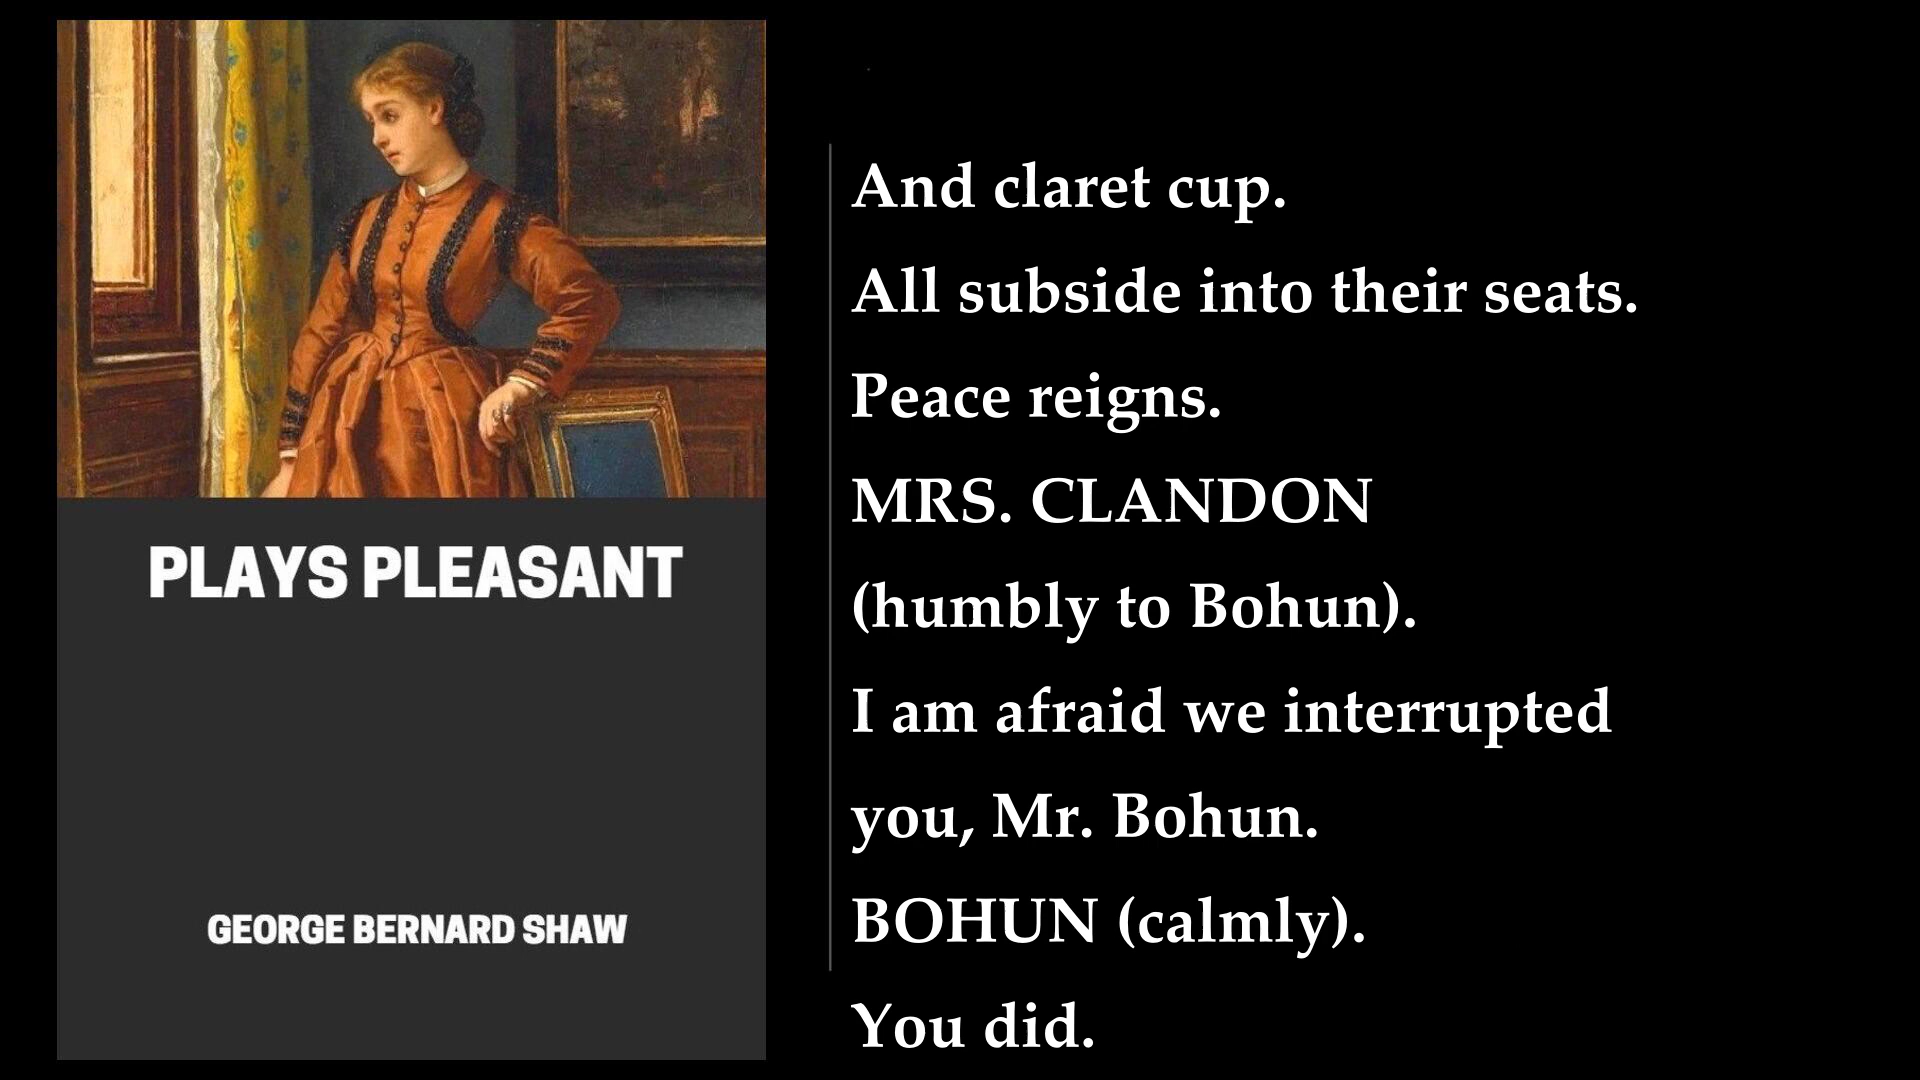 PLAYS PLEASANT
GEORGE BERNARD SHAW
And claret cup.
All subside into their seats.
Peace reigns.
MRS. CLANDON
(humbly to Bohun).
I am afraid we interrupted
you, Mr. Bohun.
BOHUN (calmly).
You did.